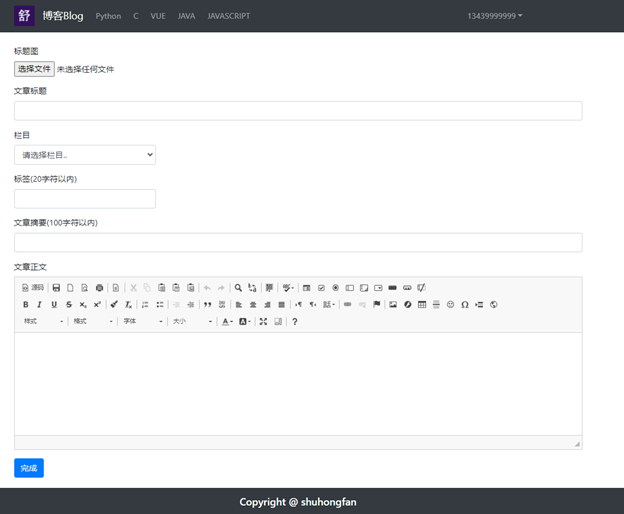 舒 博客Blog Python C VUE JAVA JAVASCRIPT 13439999999
标题图
选择文件 未选择任何文件
文章标题
栏目
请选择栏目..
标签(20字符以内)
文章摘要(100字符以内)
文章正文
源码
B I U S x₂ x² Tx
样式 格式 字体 大小 A A ?
完成
Copyright @ shuhongfan